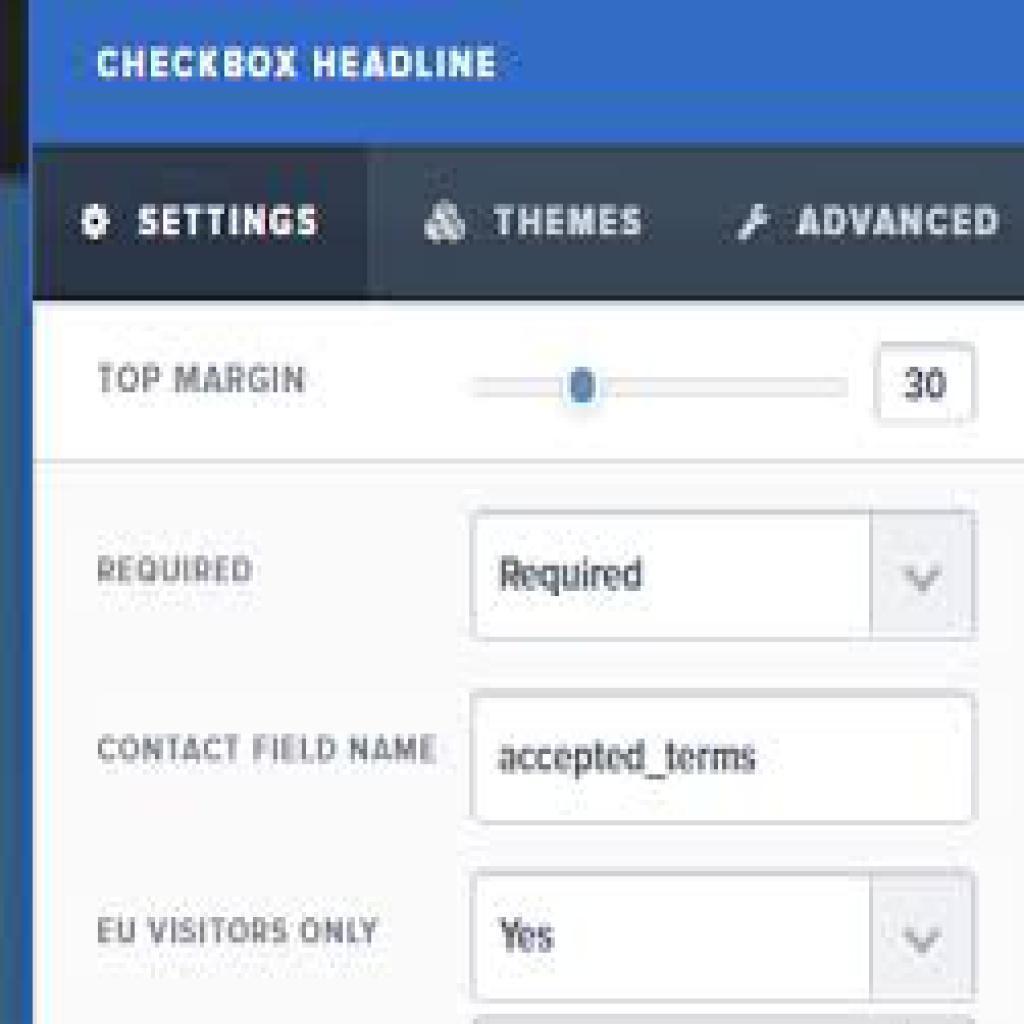 CHECKBOX HEADLINE
SETTINGS THEMES ADVANCED
TOP MARGIN 30
REQUIRED Required
CONTACT FIELD NAME accepted_terms
EU VISITORS ONLY Yes